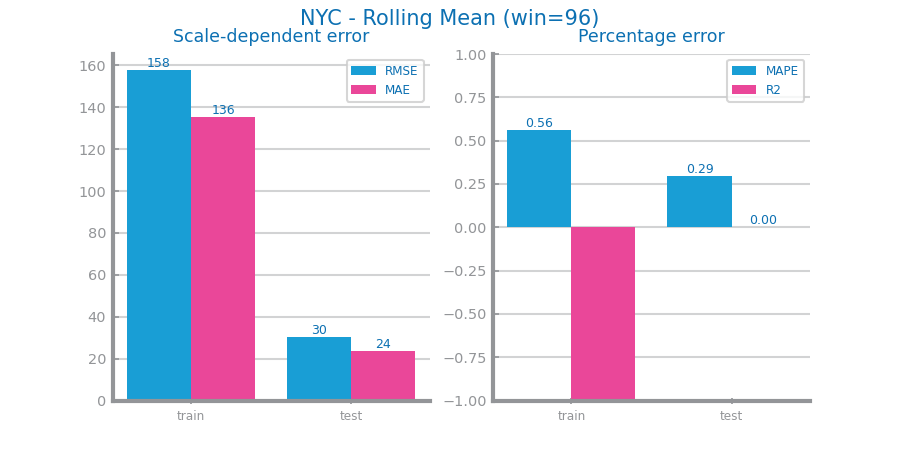 NYC - Rolling Mean (win=96)
Scale-dependent error
160
140
120
100
80
60
40
20
0
158
136
30
24
RMSE
MAE
train
test
Percentage error
1.00
0.75
0.50
0.25
0.00
−0.25
−0.50
−0.75
−1.00
0.56
0.29
0.00
MAPE
R2
train
test